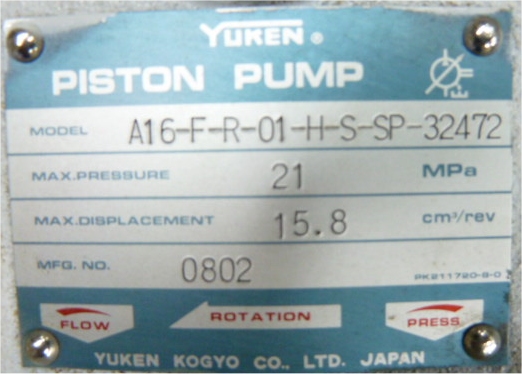 YUKEN®
PISTON PUMP
MODEL A16-F-R-01-H-S-SP-32472
MAX.PRESSURE 21 MPa
MAX.DISPLACEMENT 15.8 cm³/rev
MFG. NO. 0802
PK211720-8-0
FLOW ROTATION PRESS.
YUKEN KOGYO CO., LTD. JAPAN